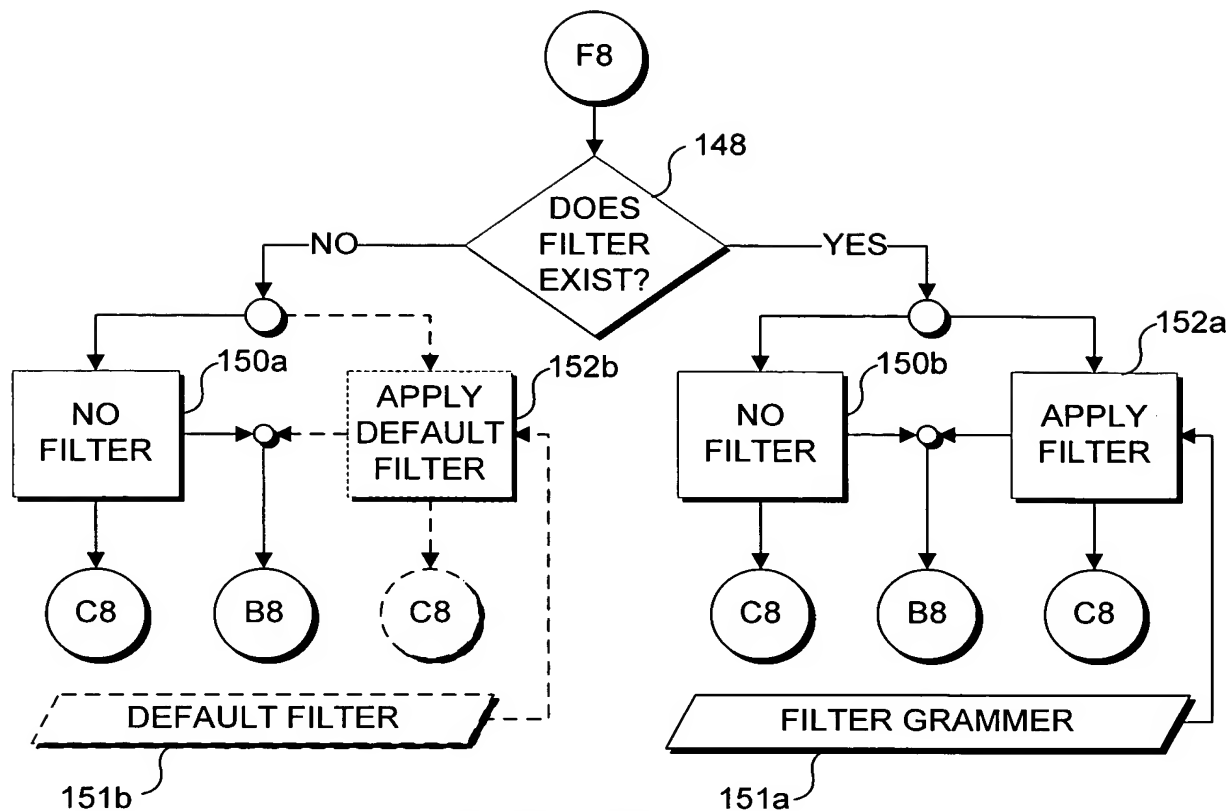 F8
148
DOES
FILTER
EXIST?
NO
YES
150a
152b
150b
152a
NO
FILTER
APPLY
DEFAULT
FILTER
NO
FILTER
APPLY
FILTER
C8
B8
C8
C8
B8
C8
DEFAULT FILTER
FILTER GRAMMER
151b
151a